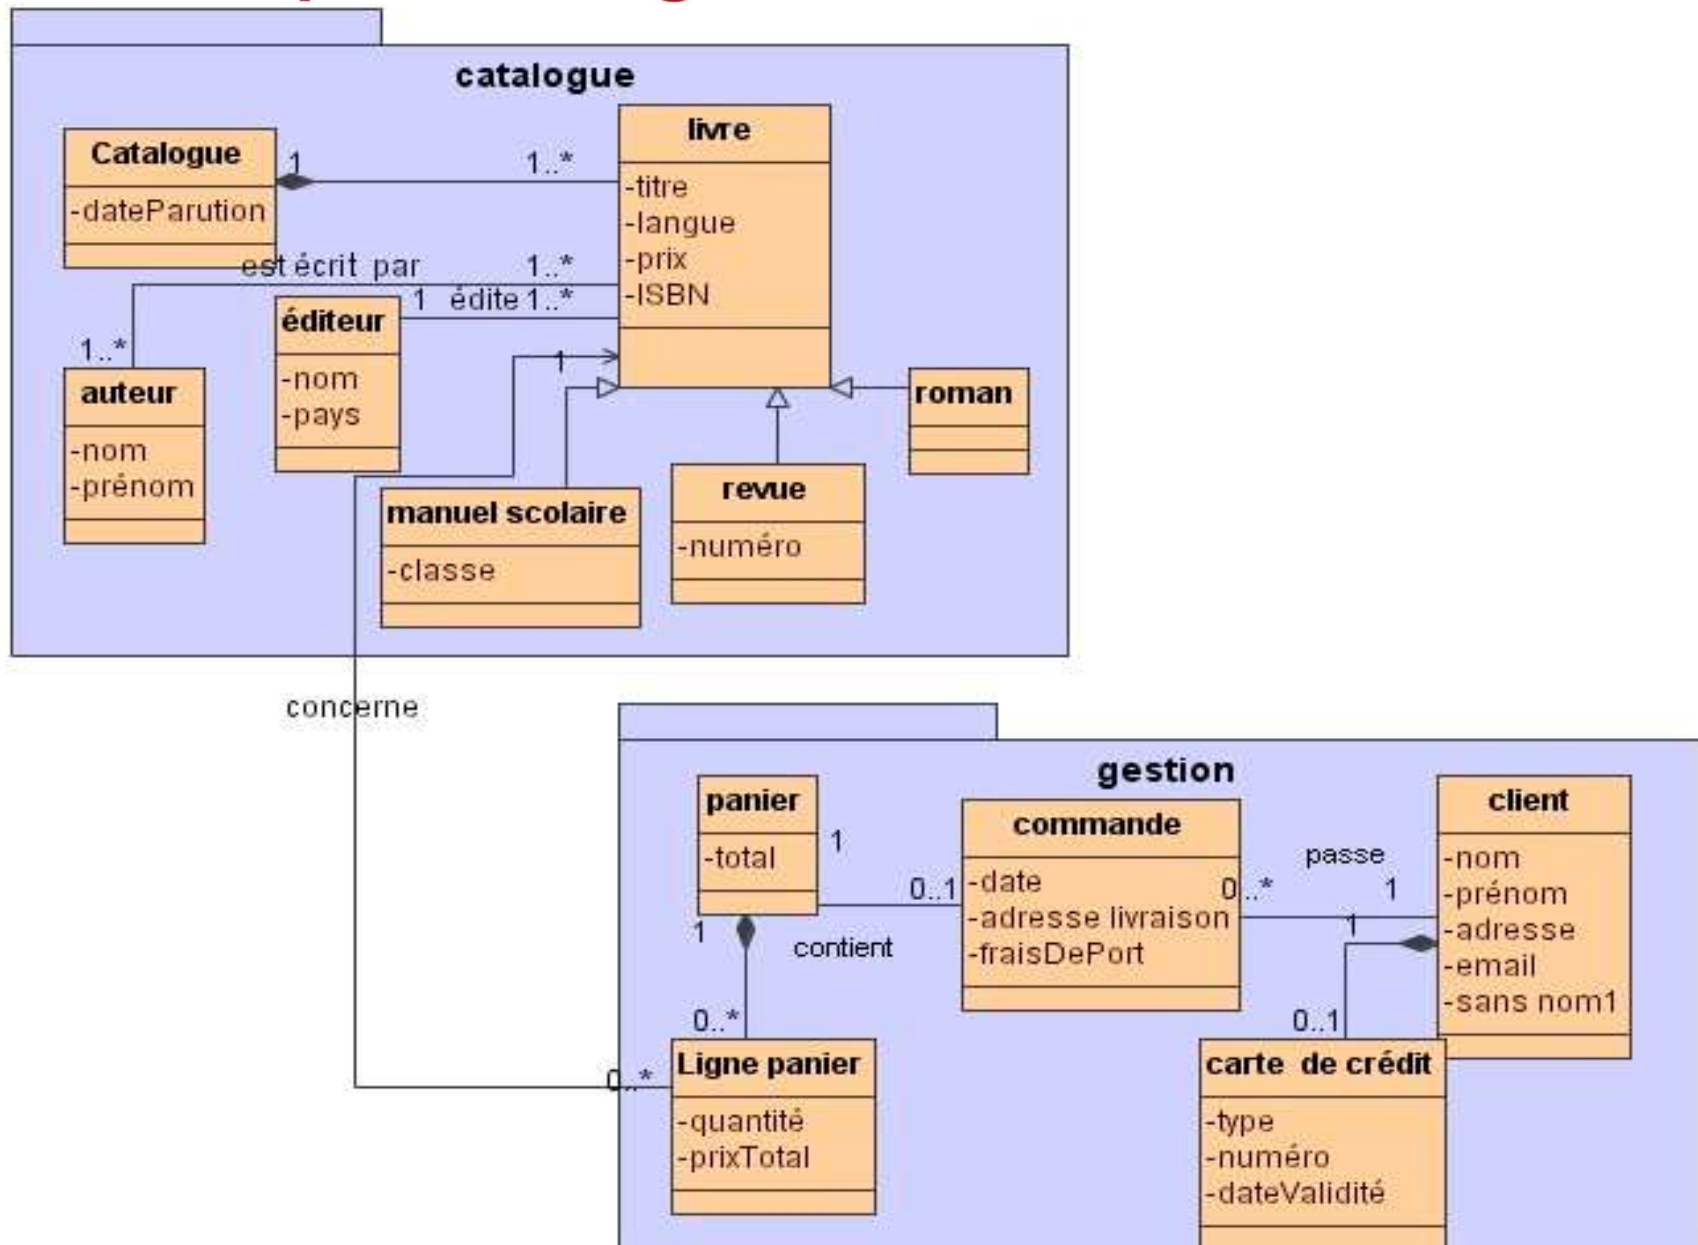 catalogue
Catalogue
-dateParution
1
1..*
livre
-titre
-langue
-prix
-ISBN
est écrit par
1..*
1..*
éditeur
-nom
-pays
1
édite
1..*
auteur
-nom
-prénom
1
manuel scolaire
-classe
revue
-numéro
roman
concerne
gestion
panier
-total
1
0..1
commande
-date
-adresse livraison
-fraisDePort
passe
0..*
1
client
-nom
-prénom
-adresse
-email
-sans nom1
1
contient
0..*
1
0..1
0..*
Ligne panier
-quantité
-prixTotal
carte de crédit
-type
-numéro
-dateValidité